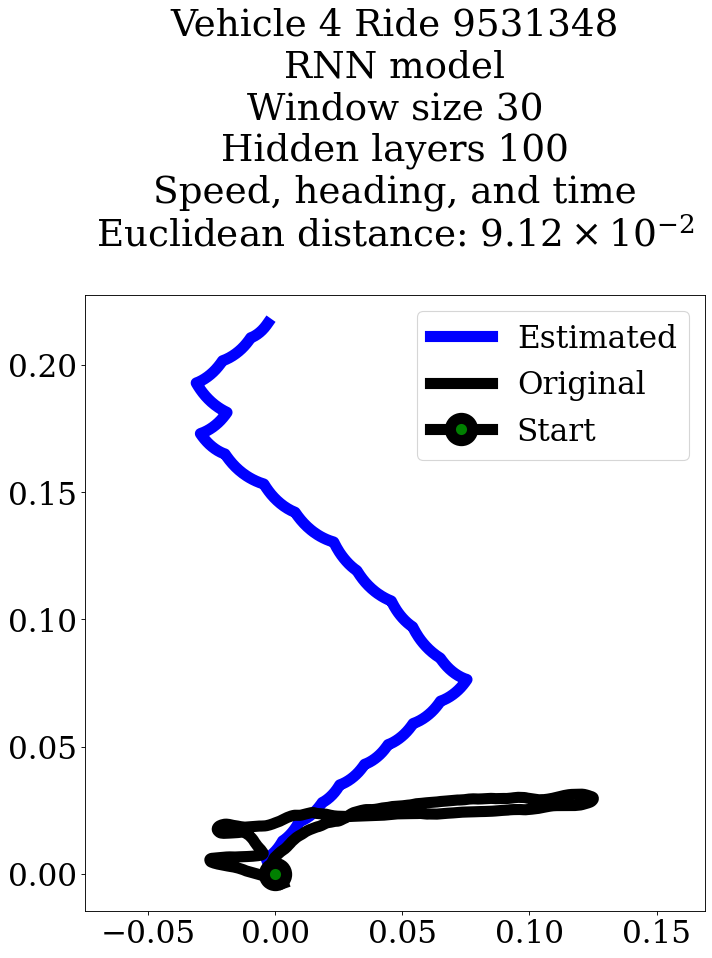 Vehicle 4 Ride 9531348
RNN model
Window size 30
Hidden layers 100
Speed, heading, and time
Euclidean distance: 9.12 × 10⁻²
Estimated
Original
Start
0.20
0.15
0.10
0.05
0.00
−0.05 0.00 0.05 0.10 0.15